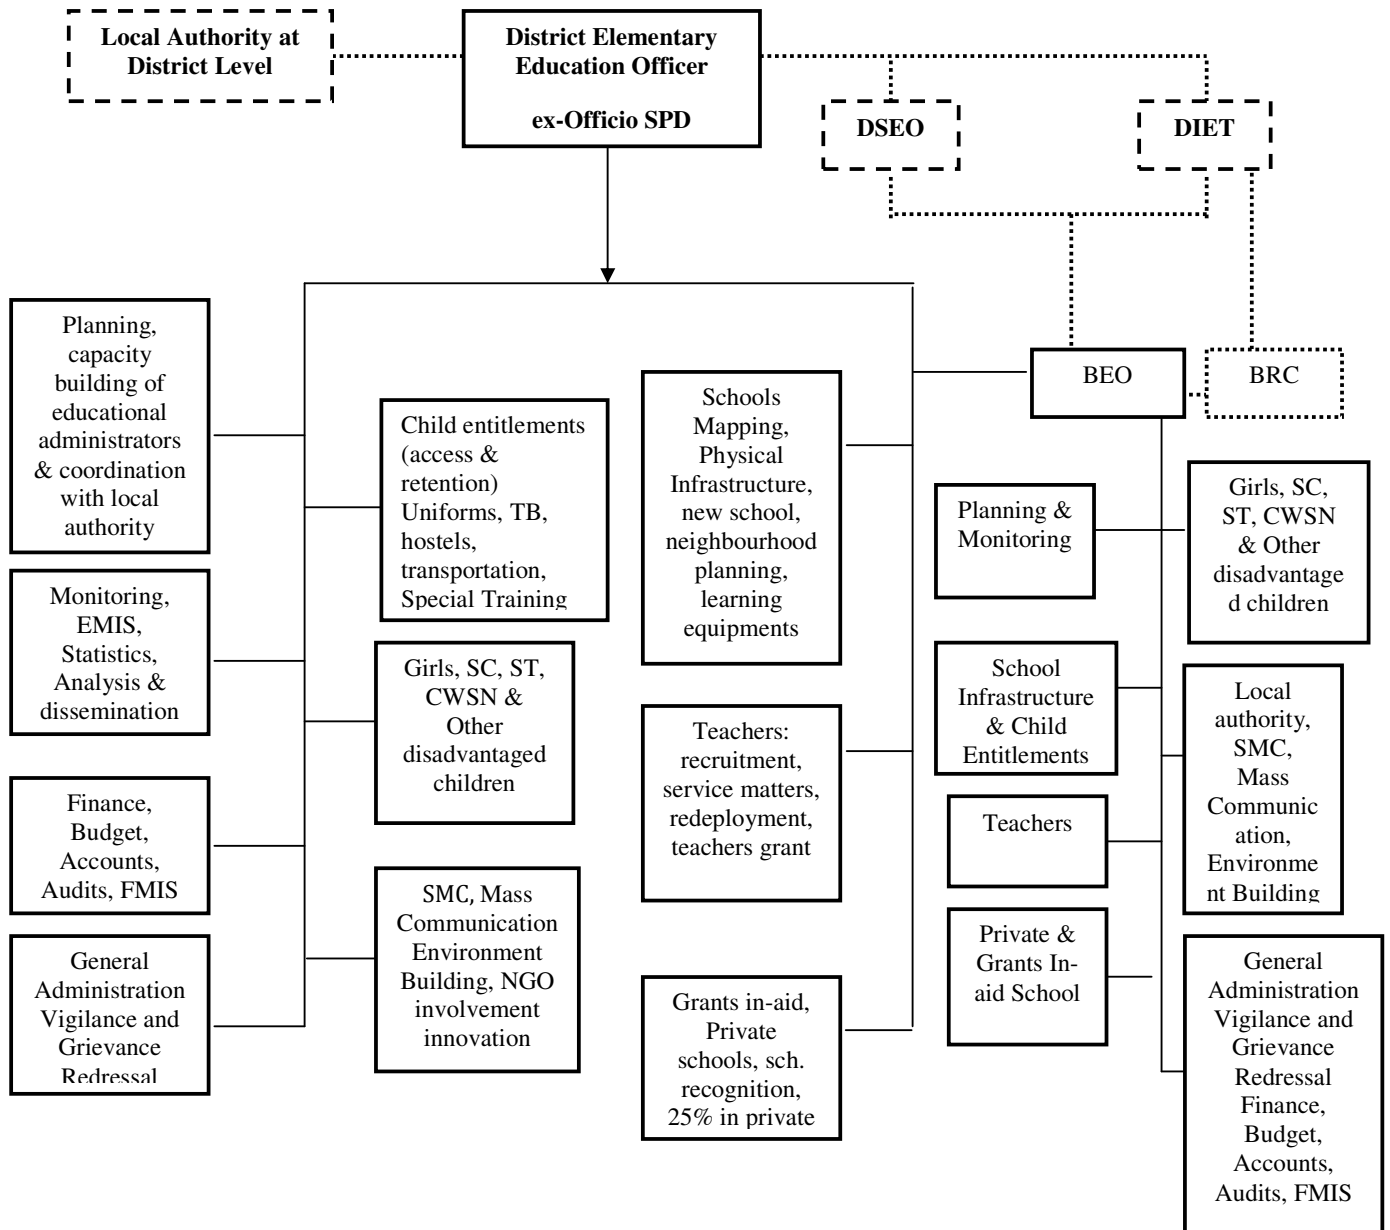 Local Authority at
District Level
District Elementary
Education Officer
ex-Officio SPD
DSEO
DIET
Planning,
capacity
building of
educational
administrators
& coordination
with local
authority
Monitoring,
EMIS,
Statistics,
Analysis &
dissemination
Finance,
Budget,
Accounts,
Audits, FMIS
General
Administration
Vigilance and
Grievance
Redressal
Child entitlements
(access &
retention)
Uniforms, TB,
hostels,
transportation,
Special Training
Girls, SC, ST,
CWSN &
Other
disadvantaged
children
SMC, Mass
Communication
Environment
Building, NGO
involvement
innovation
Schools
Mapping,
Physical
Infrastructure,
new school,
neighbourhood
planning,
learning
equipments
Teachers:
recruitment,
service matters,
redeployment,
teachers grant
Grants in-aid,
Private
schools, sch.
recognition,
25% in private
BEO
BRC
Planning &
Monitoring
School
Infrastructure
& Child
Entitlements
Teachers
Private &
Grants In-
aid School
Girls, SC,
ST, CWSN
& Other
disadvantage
d children
Local
authority,
SMC,
Mass
Communic
ation,
Environme
nt Building
General
Administration
Vigilance and
Grievance
Redressal
Finance,
Budget,
Accounts,
Audits, FMIS